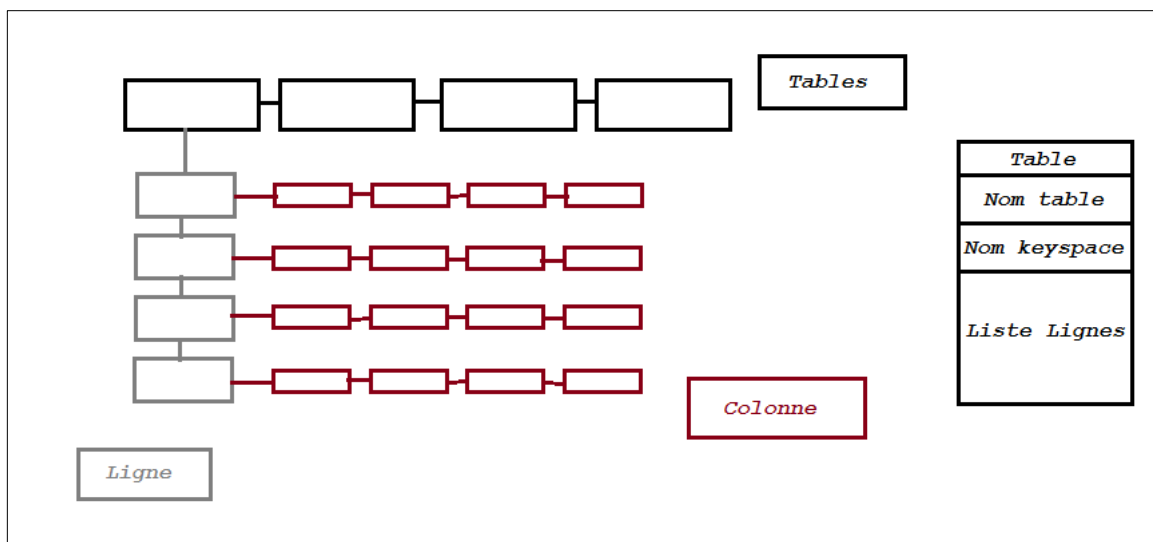 Tables
Table
Nom table
Nom keyspace
Liste Lignes
Colonne
Ligne